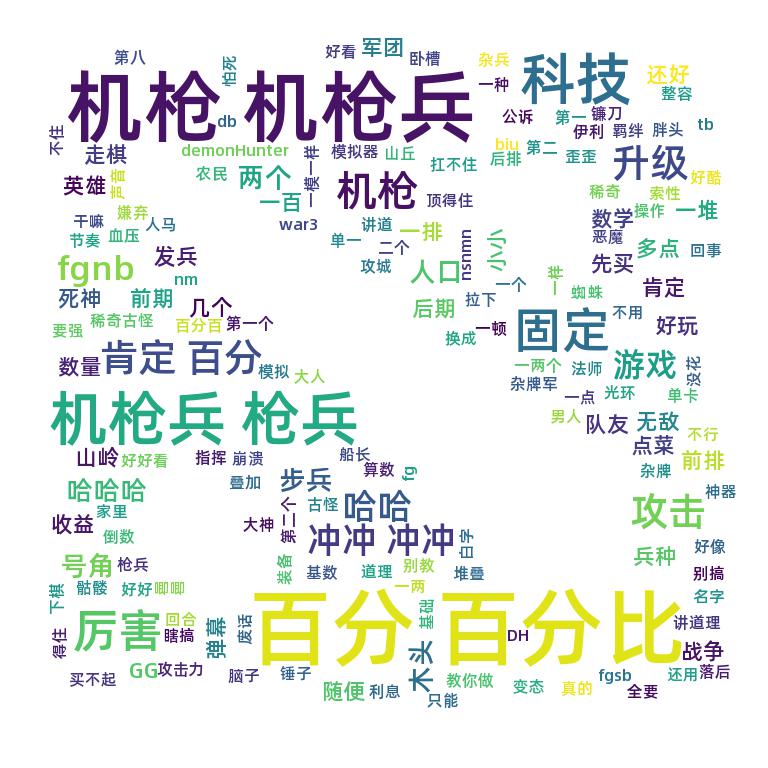 第八
好看
军团
卧槽
杂兵
一种
科技
还好
整容
怕死
机枪 机枪兵
db
不住
走棋
demonHunter
模拟器
山丘
扛不住
后排
biu
公诉
第一
镰刀
伊利
羁绊
胖头
tb
第二
歪歪
升级
好酷
英雄
声音
农民
两个
一百
一模一样
机枪
顶得住
稀奇
索性
操作
一堆
嫌弃
干嘛
人马
节奏
血压
发兵
war3
讲道
单一
二个
一排
攻城
nsnmn
小小
数学
恶魔
先买
多点
回事
fgnb
nm
死神
前期
几个
人口
后期
拉下
一个
一样
蜘蛛
肯定
不用
好玩
要强
稀奇古怪
百分百
第一个
换成
一顿
固定
数量
肯定 百分
模拟
大人
一两个
法师
杂牌军
一点
光环
游戏
没花
单卡
机枪兵 枪兵
男人
队友
无敌
点菜
不行
前排
杂牌
神器
山岭
好好看
指挥
崩溃
船长
算数
fg
哈哈哈
叠加
步兵
古怪
第二个
哈哈
攻击
收益
家里
倒数
大神
冲冲 冲冲
白字
好像
兵种
别搞
号角
枪兵
装备
基数
道理
别教
堆叠
一两
骷髅
好好
唧唧
下棋
名字
厉害
回合
瞎搞
弹幕
废话
百分 百分比
基础
DH
讲道理
战争
得住
GG
攻击力
脑子
锤子
木头
教你做
变态
真的
fgsb
还用
落后
买不起
随便
利息
只能
全要